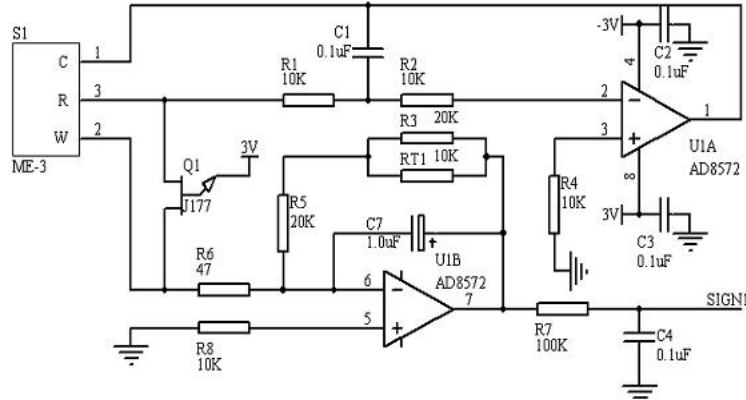 S1
C 1
R 3
W 2
ME-3
C1
0.1uF
R1
10K
R2
10K
-3V
4
C2
0.1uF
2
3
1
U1A
AD8572
8
3V
C3
0.1uF
R4
10K
Q1
J177
3V
R3
20K
RT1
10K
R5
20K
C7
1.0uF
+
R6
47
6
5
7
U1B
AD8572
R8
10K
R7
100K
SIGN1
C4
0.1uF